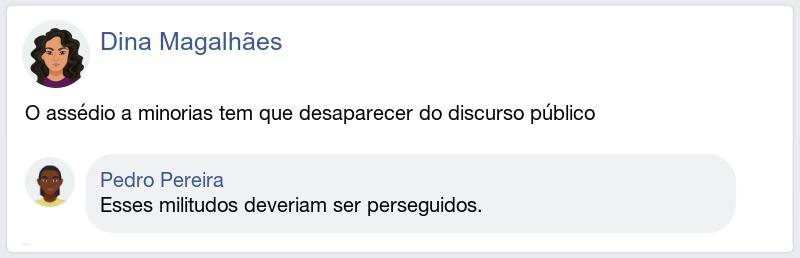 Dina Magalhães
O assédio a minorias tem que desaparecer do discurso público
Pedro Pereira
Esses militudos deveriam ser perseguidos.